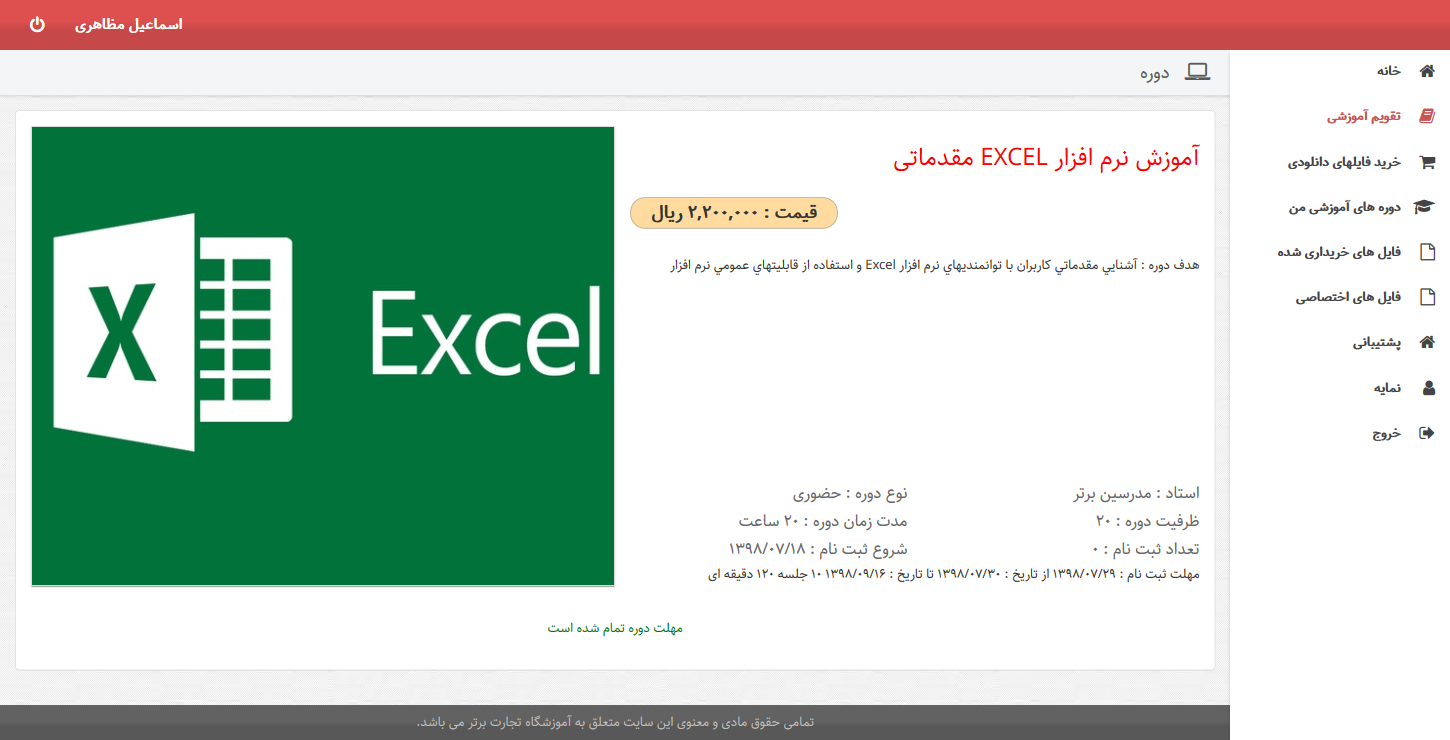 اسماعیل مظاهری
خانه
تقویم آموزشی
خرید فایلهای دانلودی
دوره های آموزشی من
فایل های خریداری شده
فایل های اختصاصی
پشتیبانی
نمایه
خروج
دوره
آموزش نرم افزار EXCEL مقدماتی
قیمت : ۲,۲۰۰,۰۰۰ ریال
هدف دوره : آشنايي مقدماتي کاربران با توانمنديهاي نرم افزار Excel و استفاده از قابليتهاي عمومي نرم افزار
X Excel
استاد : مدرسین برتر
نوع دوره : حضوری
ظرفیت دوره : ۲۰
مدت زمان دوره : ۲۰ ساعت
تعداد ثبت نام : ۰
شروع ثبت نام : ۱۳۹۸/۰۷/۱۸
مهلت ثبت نام : ۱۳۹۸/۰۷/۲۹ از تاریخ : ۱۳۹۸/۰۷/۳۰ تا تاریخ : ۱۳۹۸/۰۹/۱۶ ۱۰ جلسه ۱۲۰ دقیقه ای
مهلت دوره تمام شده است
تمامی حقوق مادی و معنوی این سایت متعلق به آموزشگاه تجارت برتر می باشد.